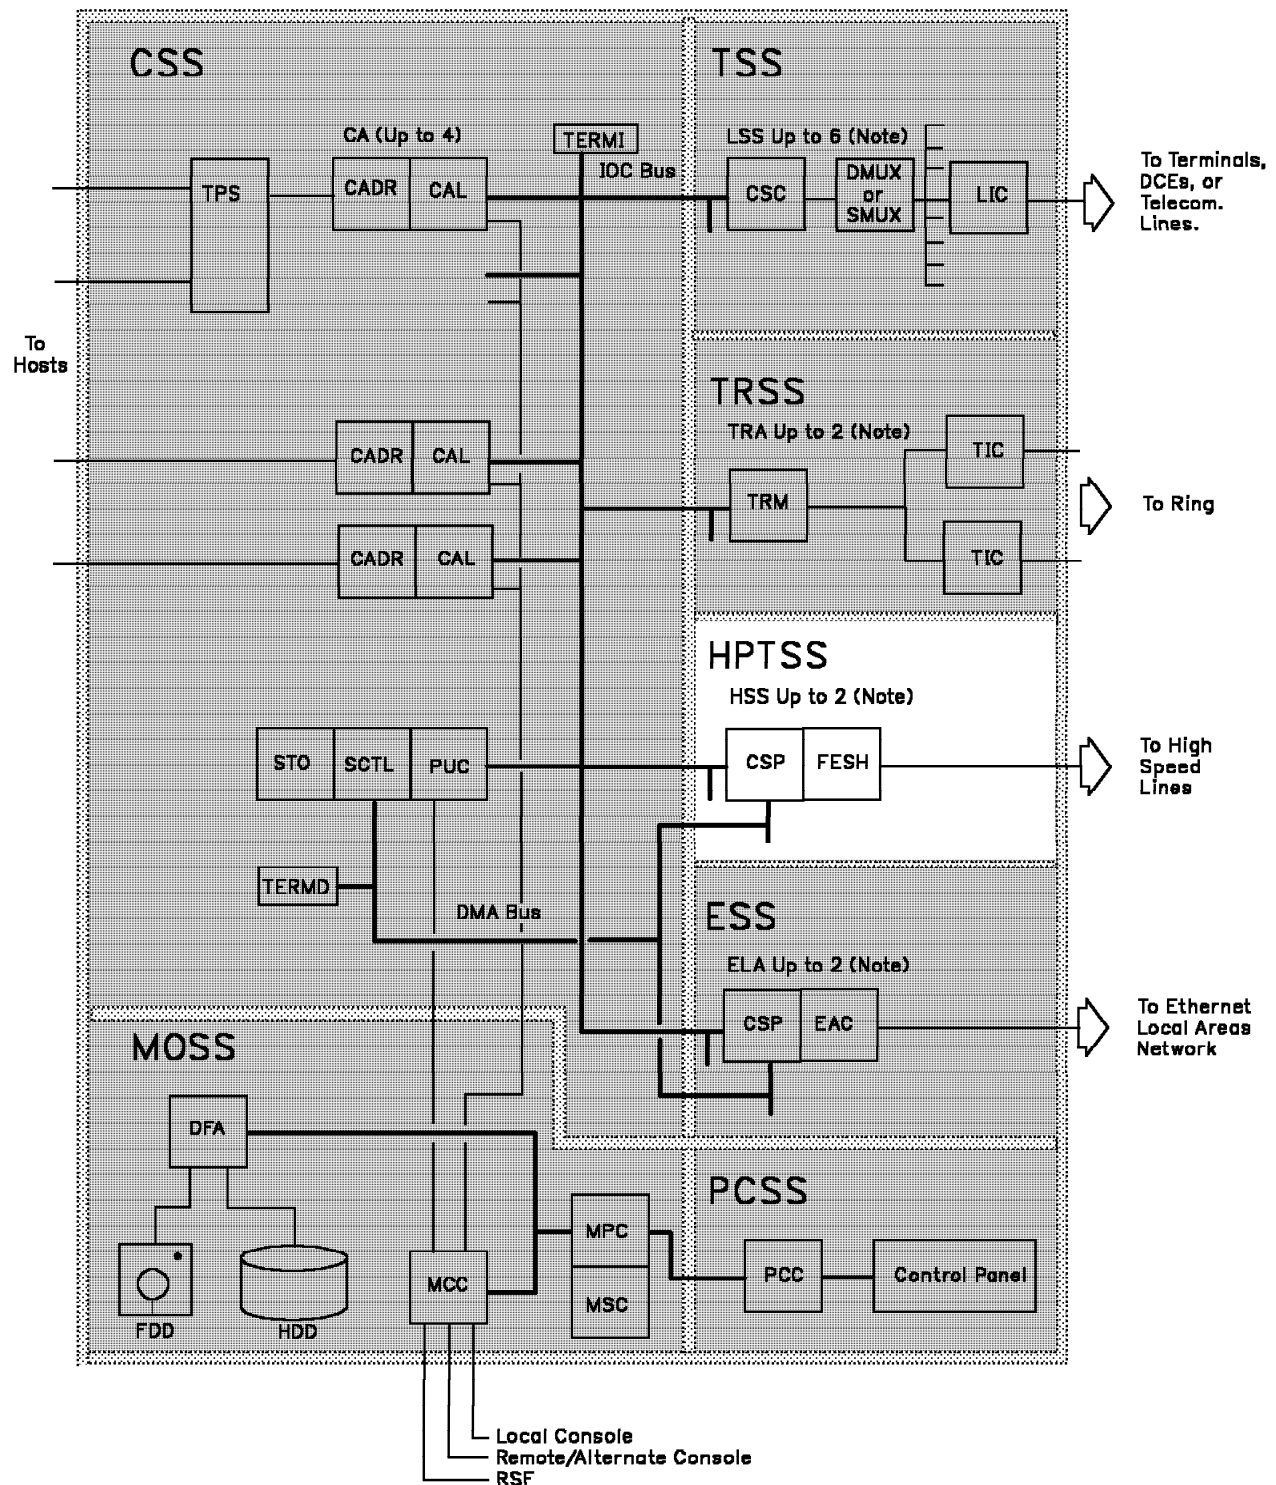 CSS
TSS
CA (Up to 4)
TERMI
LSS Up to 6 (Note)
IOC Bus
TPS
CADR
CAL
CSC
DMUX
or
SMUX
LIC
To Terminals,
DCEs, or
Telecom.
Lines.
To
Hosts
TRSS
TRA Up to 2 (Note)
CADR
CAL
TIC
TRM
To Ring
CADR
CAL
TIC
HPTSS
HSS Up to 2 (Note)
STO
SCTL
PUC
CSP
FESH
To High
Speed
Lines
TERMD
DMA Bus
ESS
ELA Up to 2 (Note)
CSP
EAC
To Ethernet
Local Areas
Network
MOSS
DFA
PCSS
MPC
MCC
MSC
PCC
Control Panel
FDD
HDD
Local Console
Remote/Alternate Console
RSF